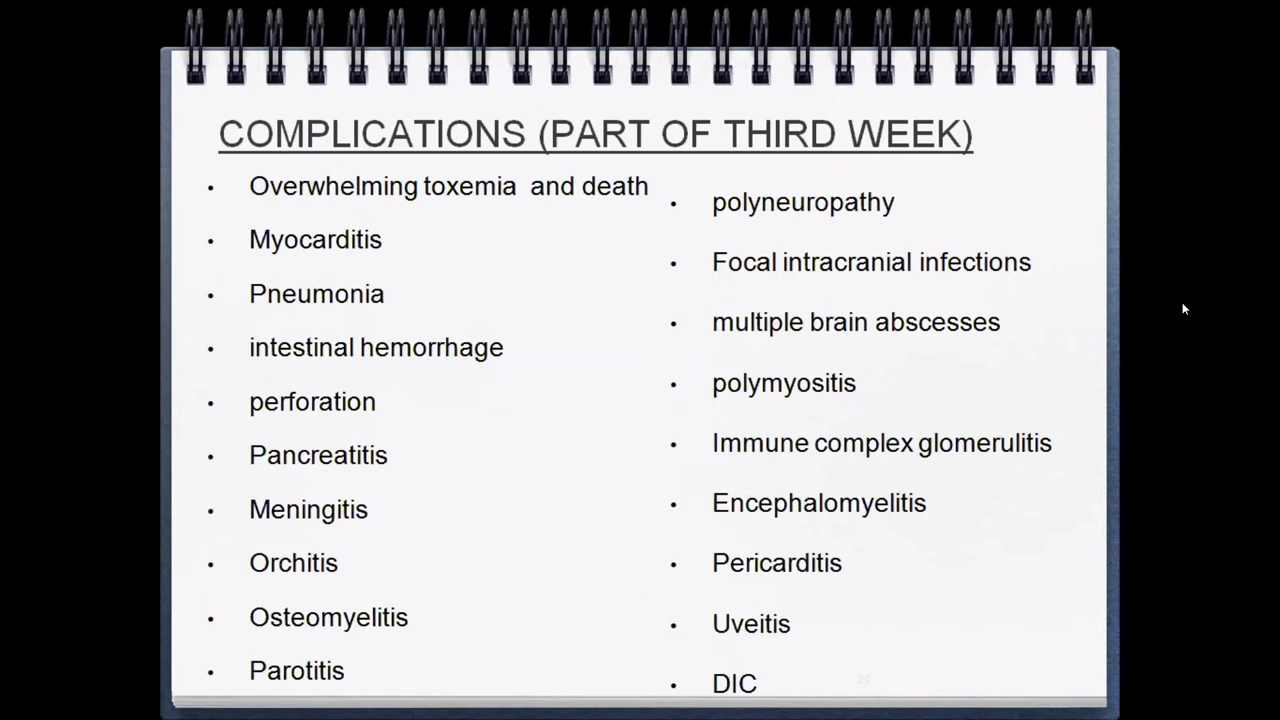 COMPLICATIONS (PART OF THIRD WEEK)
• Overwhelming toxemia and death
• Myocarditis
• Pneumonia
• intestinal hemorrhage
• perforation
• Pancreatitis
• Meningitis
• Orchitis
• Osteomyelitis
• Parotitis
• polyneuropathy
• Focal intracranial infections
• multiple brain abscesses
• polymyositis
• Immune complex glomerulitis
• Encephalomyelitis
• Pericarditis
• Uveitis
• DIC
20